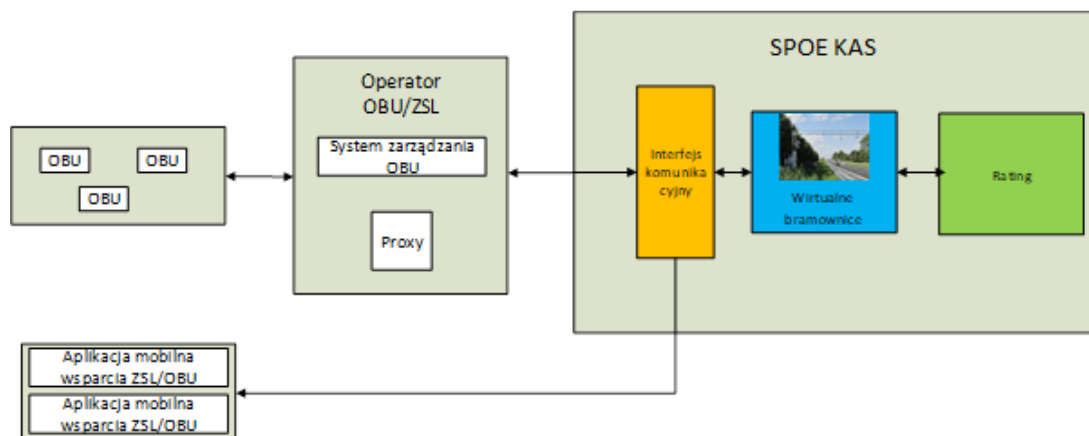 SPOE KAS
Operator
OBU/ZSL
System zarządzania
OBU
Proxy
OBU
OBU
OBU
Interfejs
komunika
cyjny
Wirtualne
bramownice
Rating
Aplikacja mobilna
wsparcia ZSL/OBU
Aplikacja mobilna
wsparcia ZSL/OBU